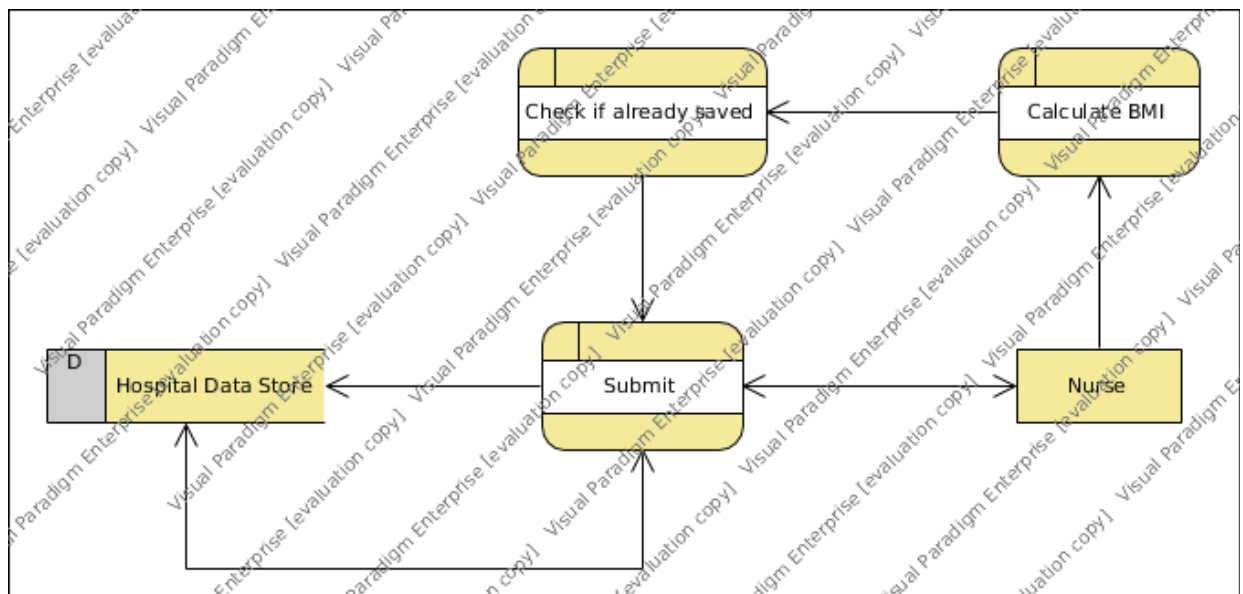 Check if already saved
Calculate BMI
D
Hospital Data Store
Submit
Nurse
Visual Paradigm Enterprise [evaluation copy]